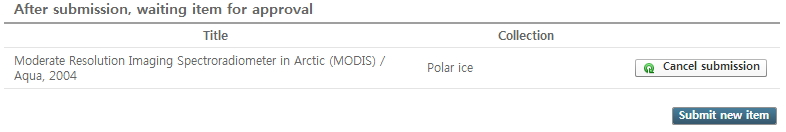 After submission, waiting item for approval
Title Collection
Moderate Resolution Imaging Spectroradiometer in Arctic (MODIS) /
Aqua, 2004
Polar ice
Cancel submission
Submit new item